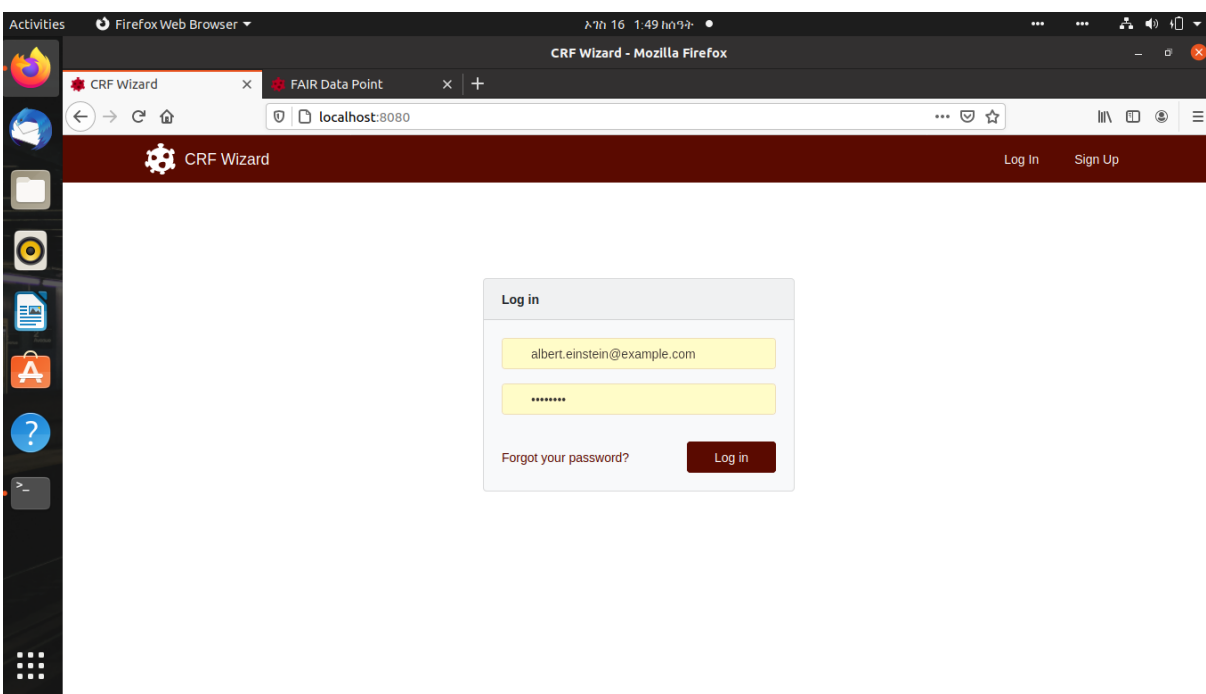 Activities Firefox Web Browser ኦገስ 16 1:49 ከሰዓት
CRF Wizard - Mozilla Firefox
CRF Wizard FAIR Data Point
localhost:8080
CRF Wizard Log In Sign Up
Log in
albert.einstein@example.com
••••••••
Forgot your password? Log in